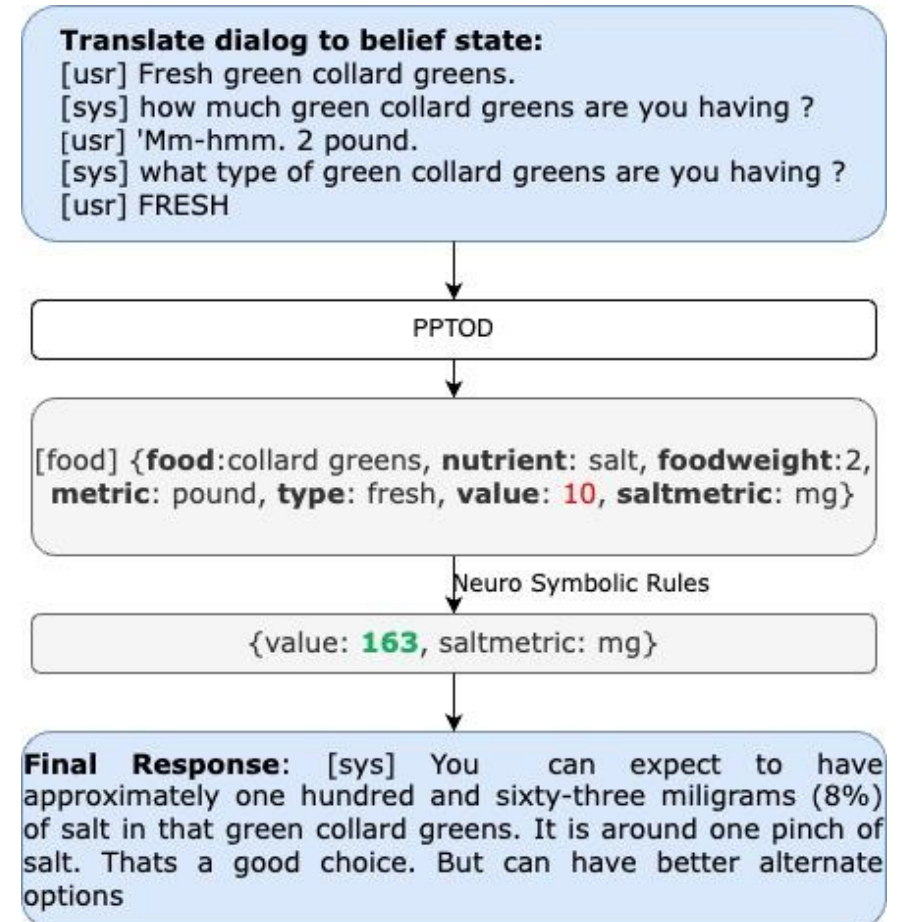 Translate dialog to belief state:
[usr] Fresh green collard greens.
[sys] how much green collard greens are you having ?
[usr] 'Mm-hmm. 2 pound.
[sys] what type of green collard greens are you having ?
[usr] FRESH
PPTOD
[food] {food:collard greens, nutrient: salt, foodweight:2,
metric: pound, type: fresh, value: 10, saltmetric: mg}
Neuro Symbolic Rules
{value: 163, saltmetric: mg}
Final Response: [sys] You can expect to have
approximately one hundred and sixty-three miligrams (8%)
of salt in that green collard greens. It is around one pinch of
salt. Thats a good choice. But can have better alternate
options